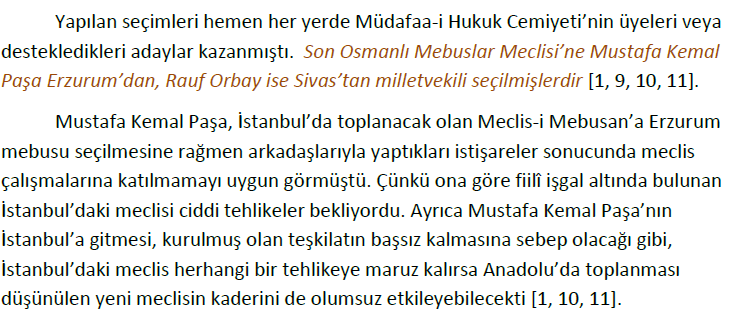 Yapılan seçimleri hemen her yerde Müdafaa-i Hukuk Cemiyeti’nin üyeleri veya
destekledikleri adaylar kazanmıştı. Son Osmanlı Mebuslar Meclisi’ne Mustafa Kemal
Paşa Erzurum’dan, Rauf Orbay ise Sivas’tan milletvekili seçilmişlerdir [1, 9, 10, 11].
Mustafa Kemal Paşa, İstanbul’da toplanacak olan Meclis-i Mebusan’a Erzurum
mebusu seçilmesine rağmen arkadaşlarıyla yaptıkları istişareler sonucunda meclis
çalışmalarına katılmamayı uygun görmüştü. Çünkü ona göre fiilî işgal altında bulunan
İstanbul’daki meclisi ciddi tehlikeler bekliyordu. Ayrıca Mustafa Kemal Paşa’nın
İstanbul’a gitmesi, kurulmuş olan teşkilatın başsız kalmasına sebep olacağı gibi,
İstanbul’daki meclis herhangi bir tehlikeye maruz kalırsa Anadolu’da toplanması
düşünülen yeni meclisin kaderini de olumsuz etkileyebilecekti [1, 10, 11].